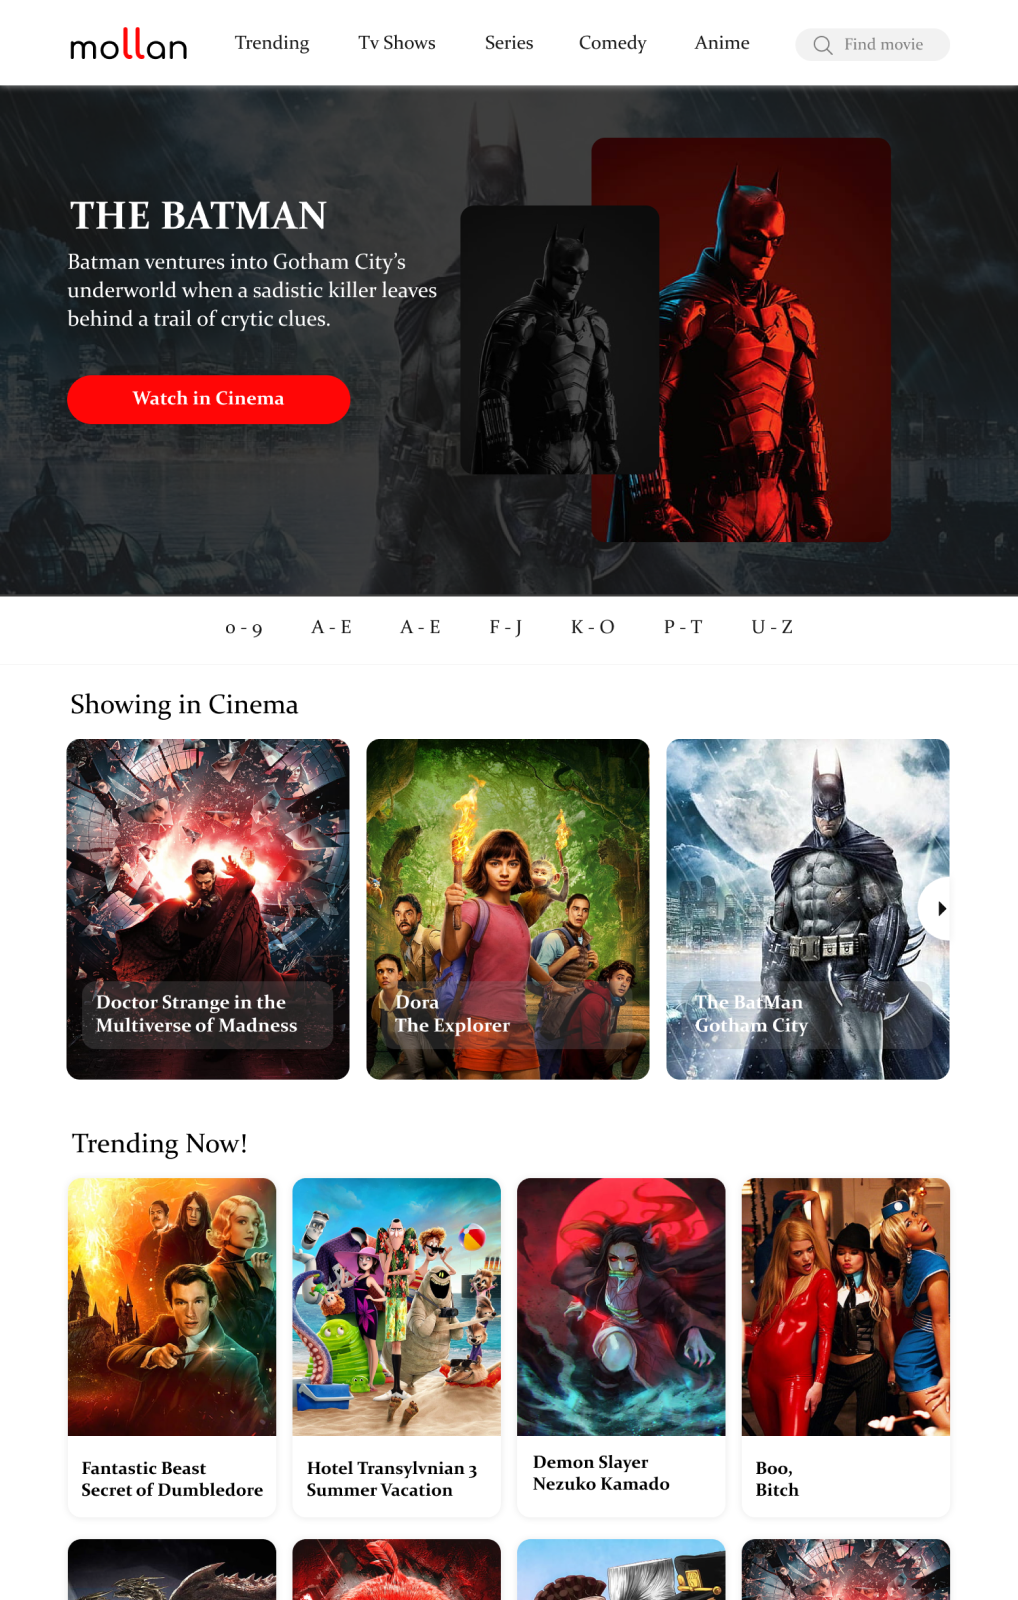 mollan
Trending Tv Shows Series Comedy Anime Find movie
THE BATMAN
Batman ventures into Gotham City’s
underworld when a sadistic killer leaves
behind a trail of crytic clues.
Watch in Cinema
0 - 9 A - E A - E F - J K - O P - T U - Z
Showing in Cinema
Doctor Strange in the
Multiverse of Madness
Dora
The Explorer
The BatMan
Gotham City
Trending Now!
Fantastic Beast
Secret of Dumbledore
Hotel Transylvnian 3
Summer Vacation
Demon Slayer
Nezuko Kamado
Boo,
Bitch